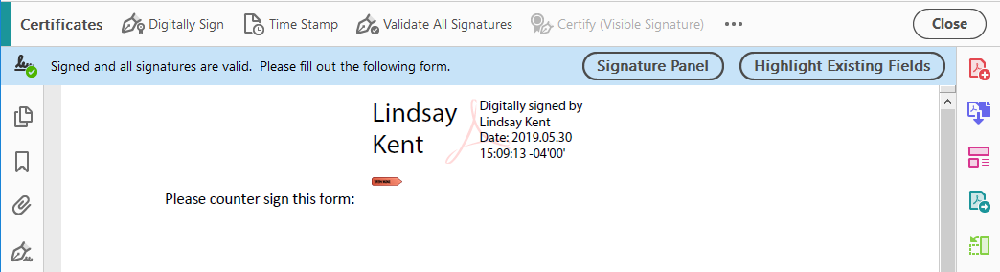 Certificates Digitally Sign Time Stamp Validate All Signatures Certify (Visible Signature) Close
Signed and all signatures are valid. Please fill out the following form. Signature Panel Highlight Existing Fields
Lindsay
Kent
Digitally signed by
Lindsay Kent
Date: 2019.05.30
15:09:13 -04'00'
Please counter sign this form: